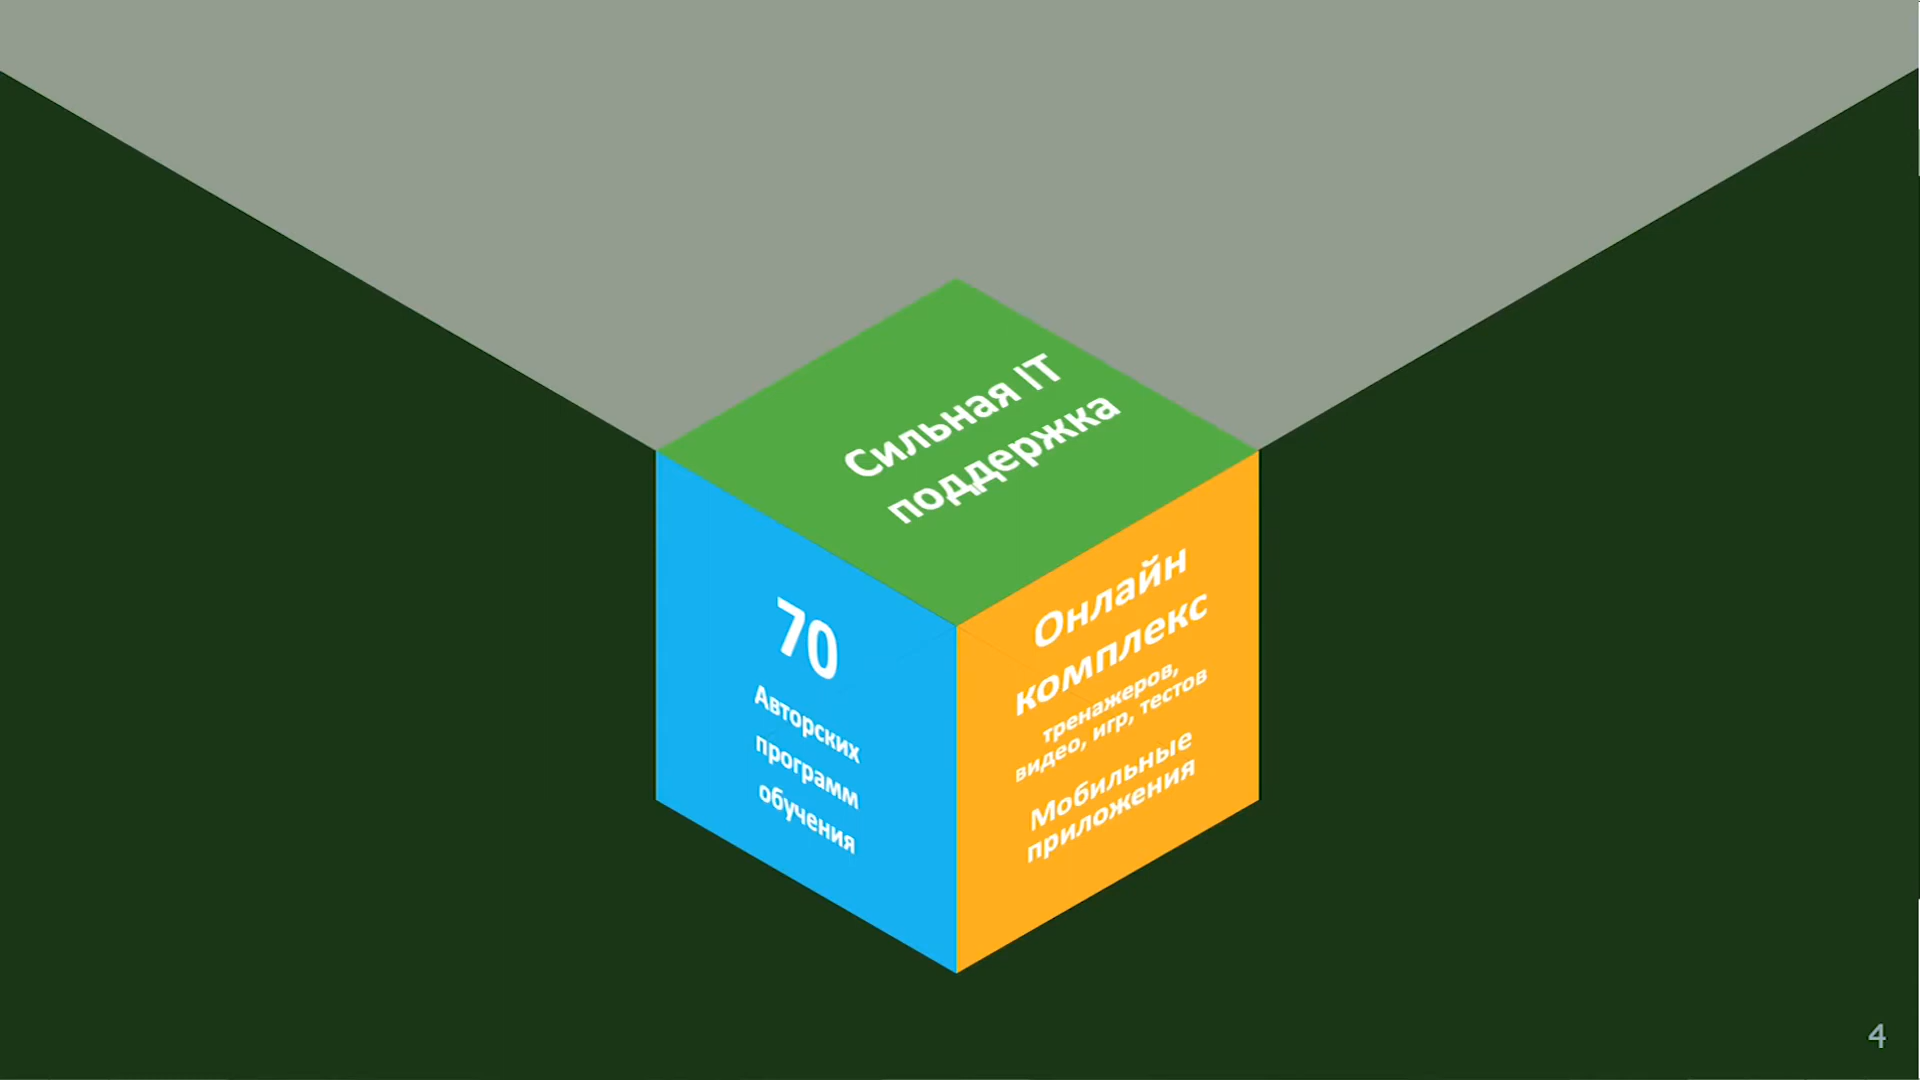 Сильная IT
поддержка
70
Авторских
программ
обучения
Онлайн
комплекс
тренажеров,
видео, игр, тестов
Мобильные
приложения
4